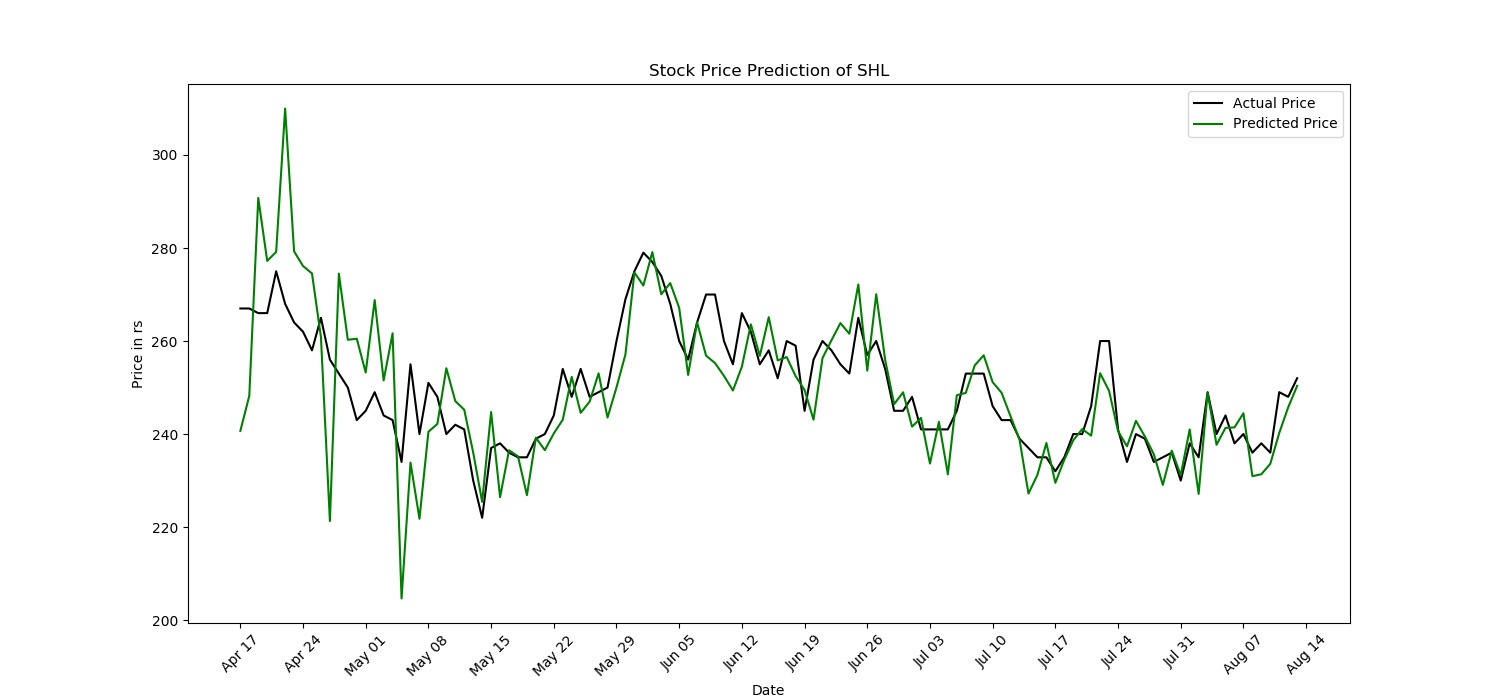 Stock Price Prediction of SHL
Actual Price
Predicted Price
Price in rs
300
280
260
240
220
200
Apr 17
Apr 24
May 01
May 08
May 15
May 22
May 29
Jun 05
Jun 12
Jun 19
Jun 26
Jul 03
Jul 10
Jul 17
Jul 24
Jul 31
Aug 07
Aug 14
Date